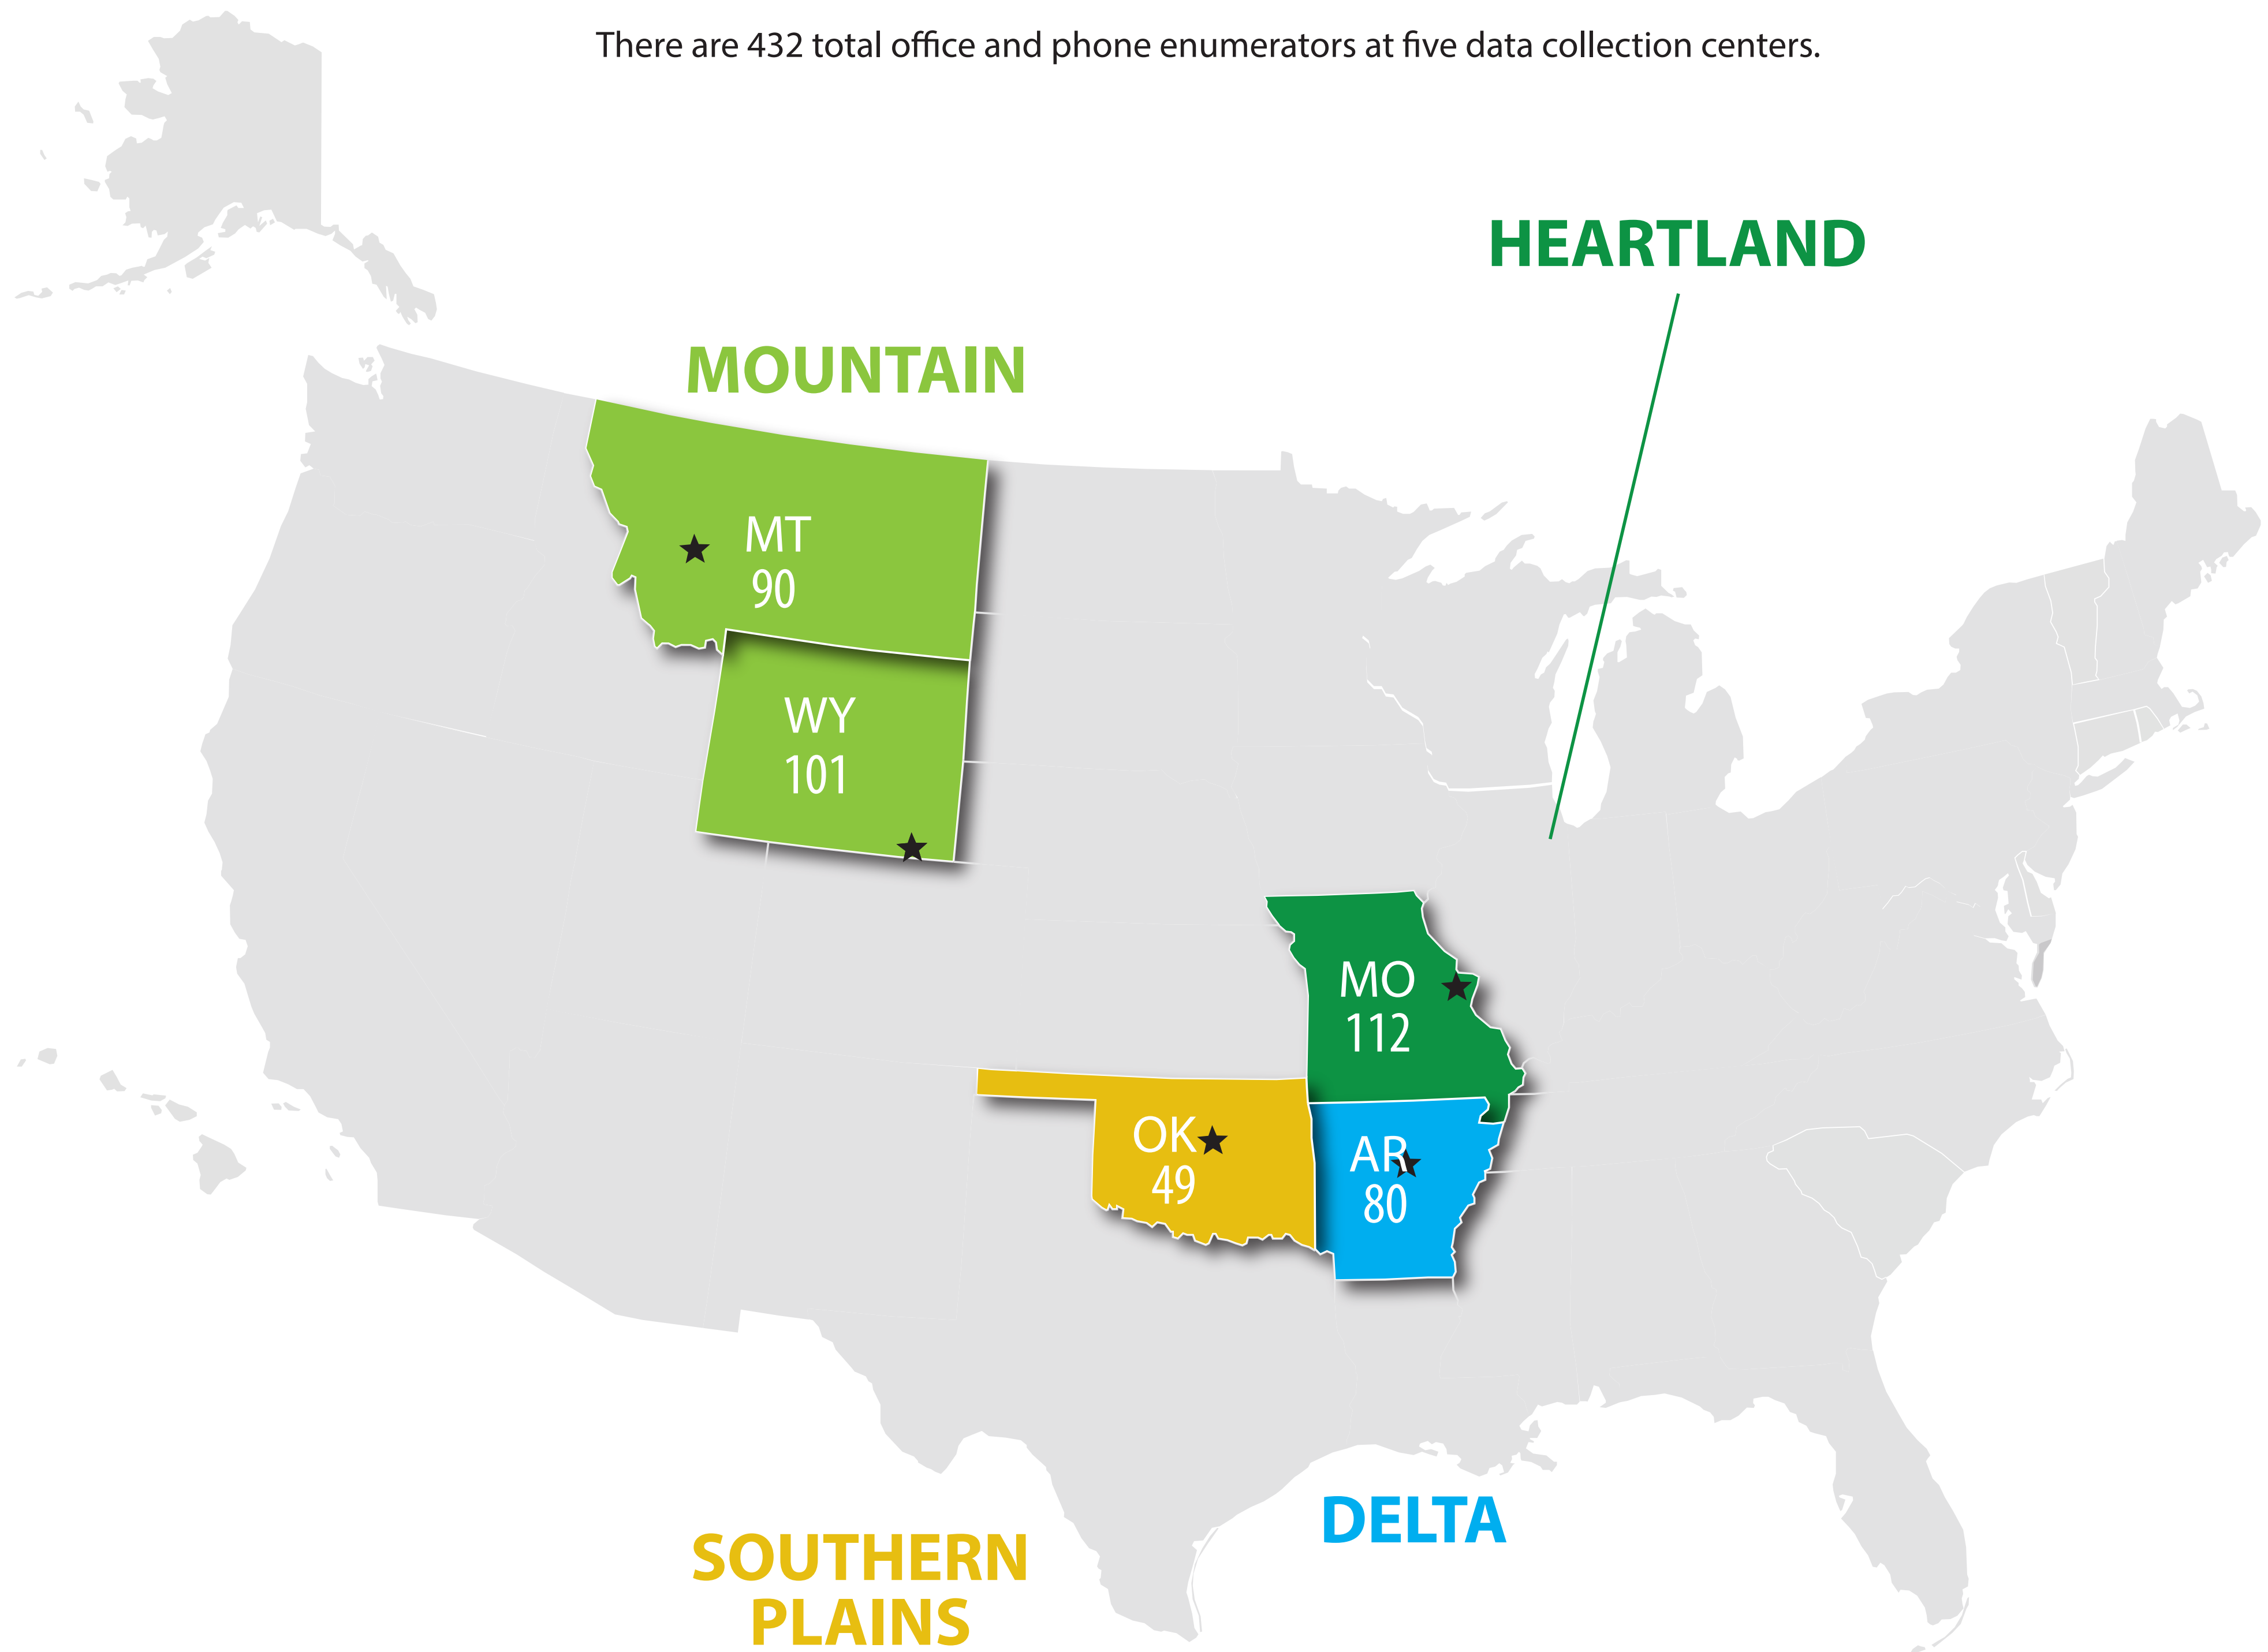 There are 432 total office and phone enumerators at five data collection centers.
HEARTLAND
MOUNTAIN
MT
90
WY
101
MO
112
OK
49
AR
80
DELTA
SOUTHERN
PLAINS